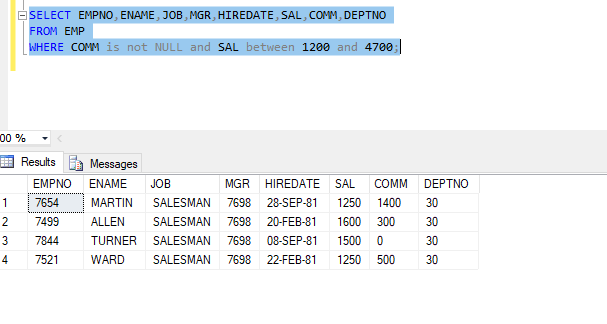 SELECT EMPNO,ENAME,JOB,MGR,HIREDATE,SAL,COMM,DEPTNO
FROM EMP
WHERE COMM is not NULL and SAL between 1200 and 4700;
00 %
Results Messages
EMPNO ENAME JOB MGR HIREDATE SAL COMM DEPTNO
1 7654 MARTIN SALESMAN 7698 28-SEP-81 1250 1400 30
2 7499 ALLEN SALESMAN 7698 20-FEB-81 1600 300 30
3 7844 TURNER SALESMAN 7698 08-SEP-81 1500 0 30
4 7521 WARD SALESMAN 7698 22-FEB-81 1250 500 30